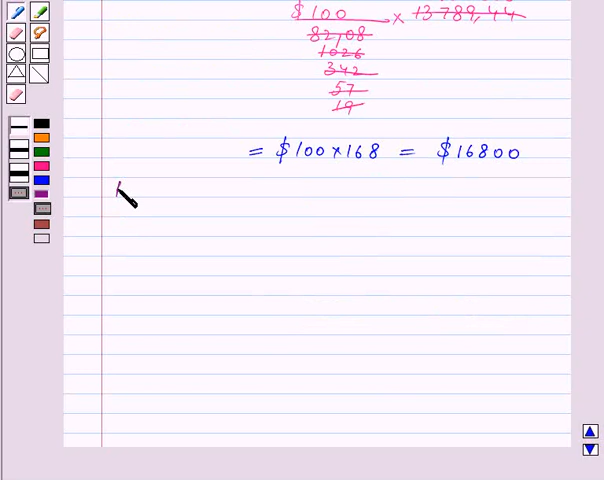 $100 × 13789,44
82,08
1026
342
57
19
= $100×168 = $16800